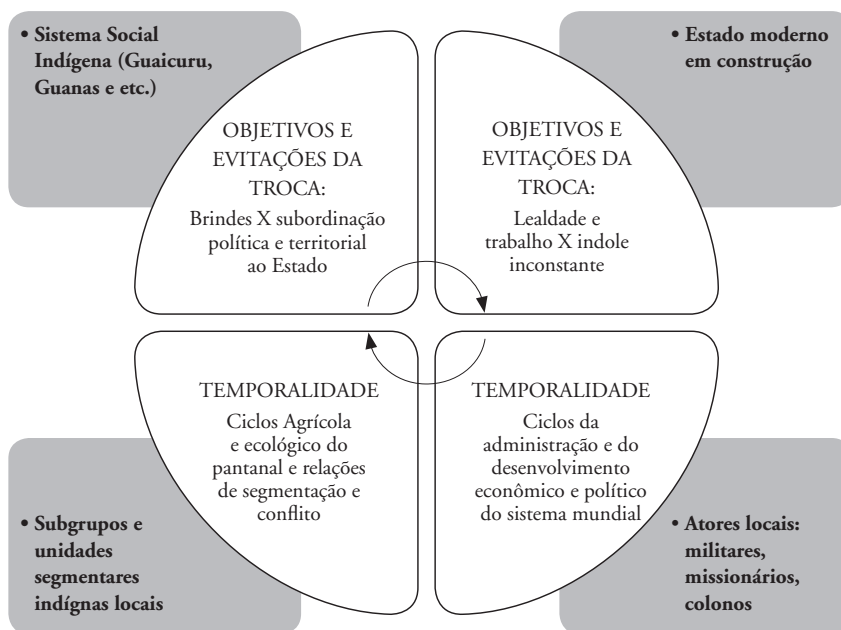 • Sistema Social
Indígena (Guaicuru,
Guanas e etc.)
OBJETIVOS E
EVITAÇÕES DA
TROCA:
Brindes X subordinação
política e territorial
ao Estado
• Estado moderno
em construção
OBJETIVOS E
EVITAÇÕES DA
TROCA:
Lealdade e
trabalho X indole
inconstante
TEMPORALIDADE
Ciclos Agrícola
e ecológico do
pantanal e relações
de segmentação e
conflito
• Subgrupos e
unidades
segmentares
indígnas locais
TEMPORALIDADE
Ciclos da
administração e do
desenvolvimento
econômico e político
do sistema mundial
• Atores locais:
militares,
missionários,
colonos